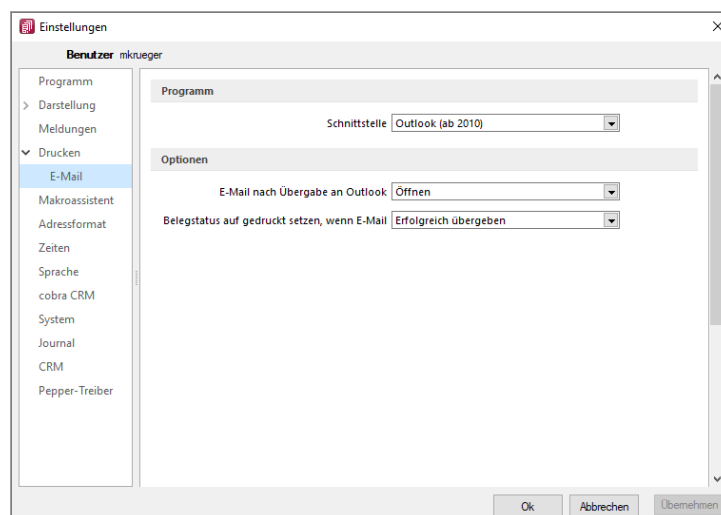 Einstellungen
Benutzer mkrueger
Programm
Darstellung
Meldungen
Drucken
E-Mail
Makroassistent
Adressformat
Zeiten
Sprache
cobra CRM
System
Journal
CRM
Pepper-Treiber
Programm
Schnittstelle Outlook (ab 2010)
Optionen
E-Mail nach Übergabe an Outlook Öffnen
Belegstatus auf gedruckt setzen, wenn E-Mail Erfolgreich übergeben
Ok Abbrechen Übernehmen